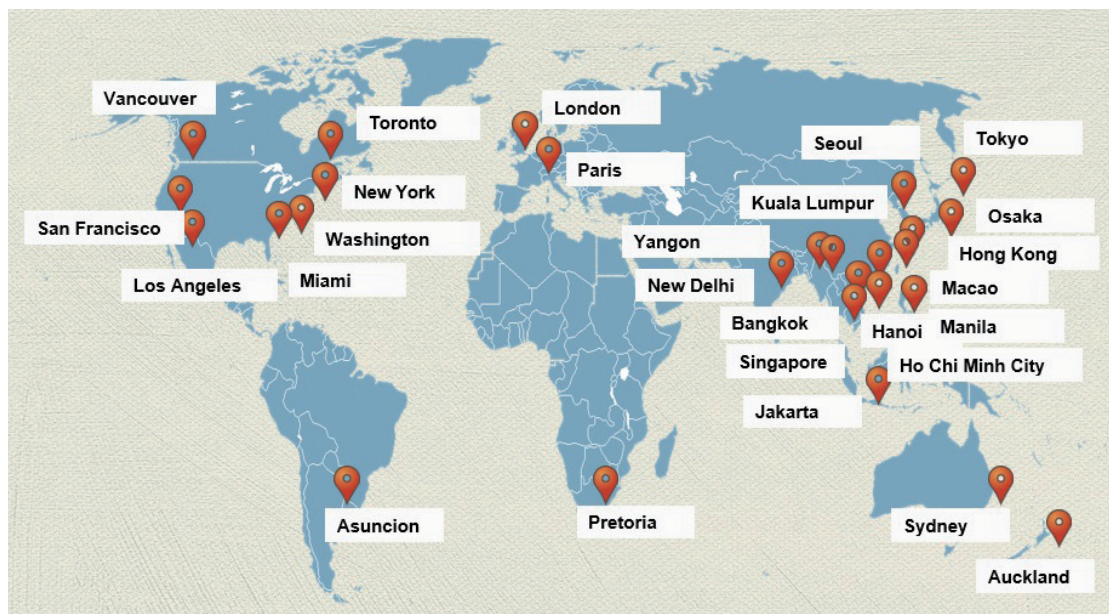 Vancouver
London
Toronto
Tokyo
Seoul
Paris
New York
Kuala Lumpur
Osaka
San Francisco
Washington
Yangon
Hong Kong
Los Angeles
Miami
New Delhi
Macao
Bangkok
Hanoi
Manila
Singapore
Ho Chi Minh City
Jakarta
Asuncion
Pretoria
Sydney
Auckland